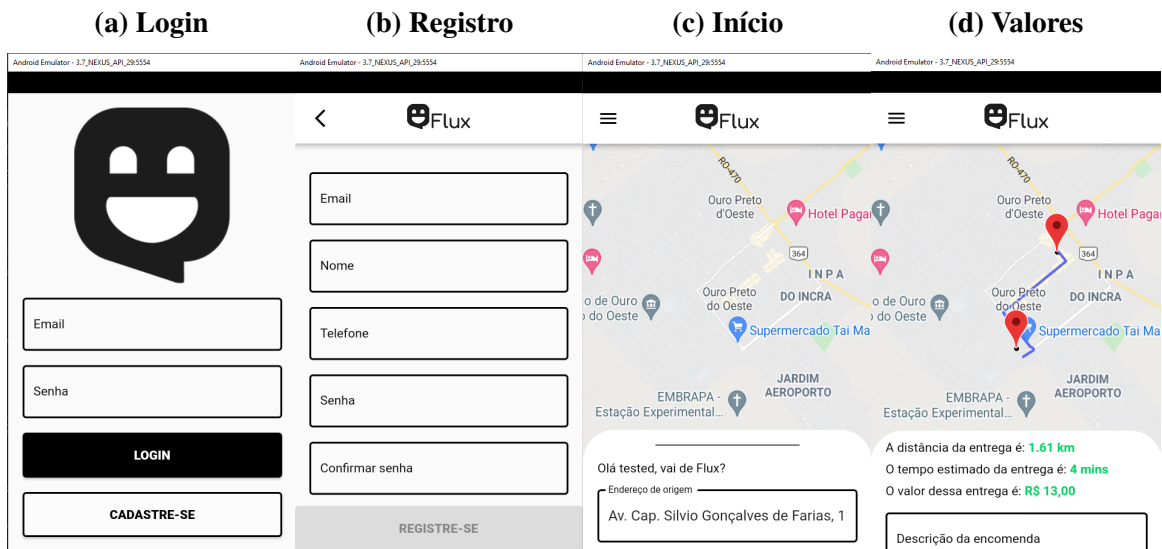 (a) Login
(b) Registro
(c) Início
(d) Valores
Android Emulator - 3.7_NEXUS_API_29:5554
Email
Senha
LOGIN
CADASTRE-SE
Android Emulator - 3.7_NEXUS_API_29:5554
Flux
Email
Nome
Telefone
Senha
Confirmar senha
REGISTRE-SE
Android Emulator - 3.7_NEXUS_API_29:5554
Flux
RO-470
Ouro Preto
d'Oeste
Hotel Pagar
364
INPA
Ouro Preto
do Oeste
DO INCRA
o de Ouro
o do Oeste
Supermercado Tai Ma
JARDIM
AEROPORTO
EMBRAPA -
Estação Experimental...
Olá tested, vai de Flux?
Endereço de origem
Av. Cap. Silvio Gonçalves de Farias, 1
Android Emulator - 3.7_NEXUS_API_29:5554
Flux
RO-470
Ouro Preto
d'Oeste
Hotel Pagar
364
INPA
Ouro Preto
do Oeste
DO INCRA
o de Ouro
o do Oeste
Supermercado Tai Ma
JARDIM
AEROPORTO
EMBRAPA -
Estação Experimental...
A distância da entrega é: 1.61 km
O tempo estimado da entrega é: 4 mins
O valor dessa entrega é: R$ 13,00
Descrição da encomenda